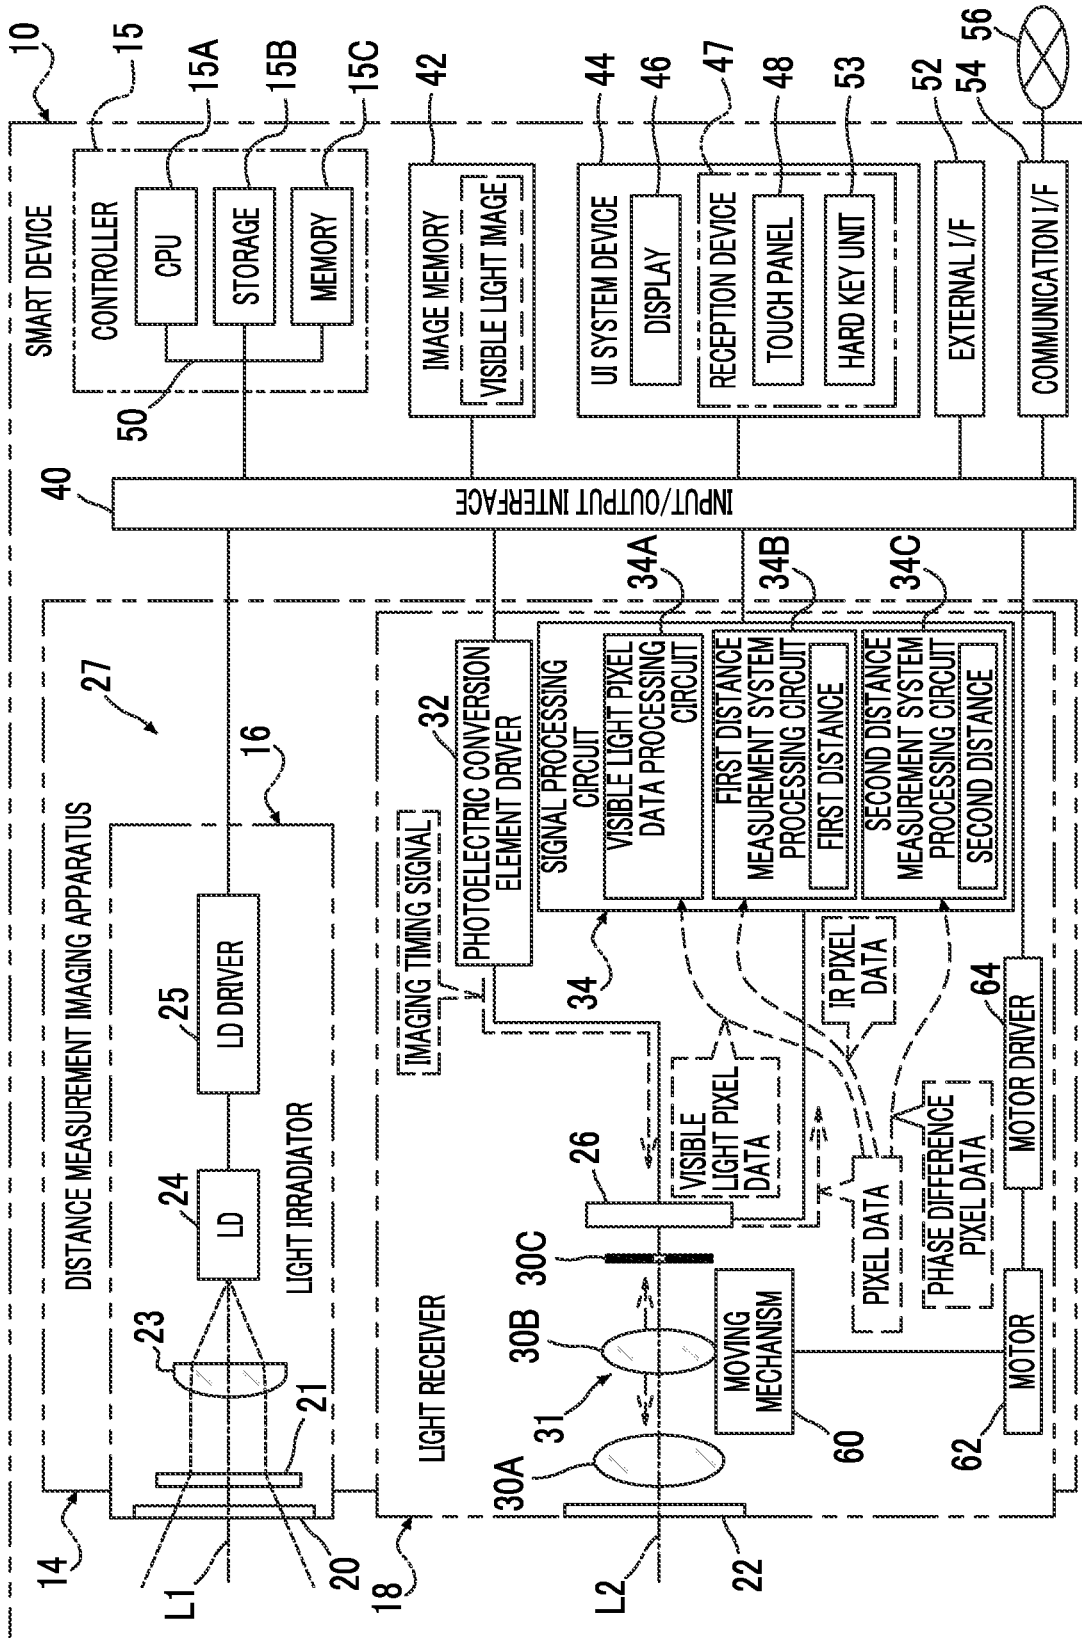 10
SMART DEVICE
15
CONTROLLER
15A
CPU
15B
STORAGE
15C
MEMORY
50
42
IMAGE MEMORY
VISIBLE LIGHT IMAGE
44
UI SYSTEM DEVICE
46
DISPLAY
47
RECEPTION DEVICE
48
TOUCH PANEL
53
HARD KEY UNIT
52
EXTERNAL I/F
54
COMMUNICATION I/F
56
40
INPUT/OUTPUT INTERFACE
27
DISTANCE MEASUREMENT IMAGING APPARATUS
14
16
LIGHT IRRADIATOR
25
LD DRIVER
24
LD
23
21
20
L1
18
LIGHT RECEIVER
32
PHOTOELECTRIC CONVERSION
ELEMENT DRIVER
IMAGING TIMING SIGNAL
34
SIGNAL PROCESSING
CIRCUIT
34A
VISIBLE LIGHT PIXEL
DATA PROCESSING
CIRCUIT
34B
FIRST DISTANCE
MEASUREMENT SYSTEM
PROCESSING CIRCUIT
FIRST DISTANCE
34C
SECOND DISTANCE
MEASUREMENT SYSTEM
PROCESSING CIRCUIT
SECOND DISTANCE
VISIBLE
LIGHT PIXEL
DATA
IR PIXEL
DATA
PIXEL DATA
PHASE DIFFERENCE
PIXEL DATA
26
30C
30B
31
30A
L2
22
MOVING
MECHANISM
60
62
MOTOR
64
MOTOR DRIVER